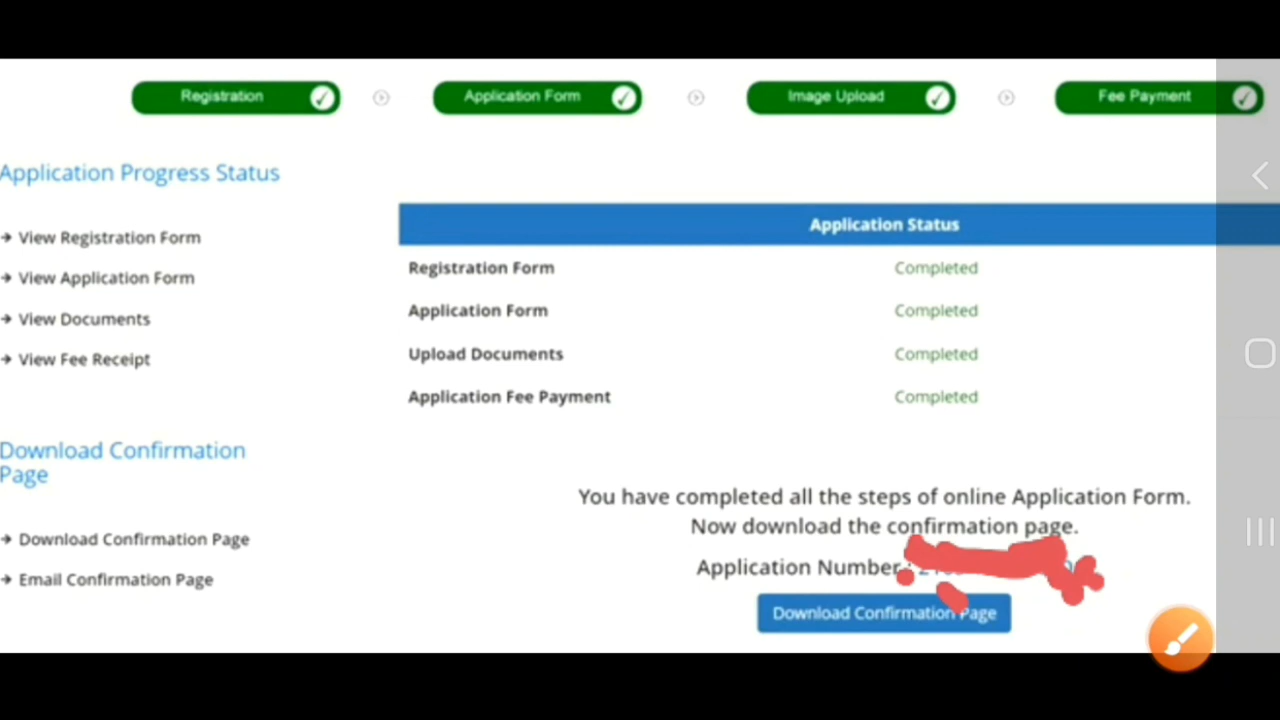 Registration
Application Form
Image Upload
Fee Payment
Application Progress Status
→ View Registration Form
→ View Application Form
→ View Documents
→ View Fee Receipt
Download Confirmation
Page
→ Download Confirmation Page
→ Email Confirmation Page
Application Status
Registration Form Completed
Application Form Completed
Upload Documents Completed
Application Fee Payment Completed
You have completed all the steps of online Application Form.
Now download the confirmation page.
Application Number :
Download Confirmation Page